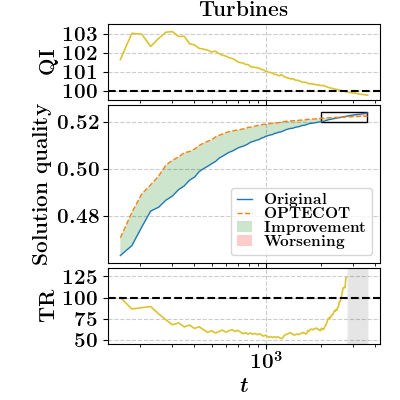 Turbines
QI
103
102
101
100
Solution quality
0.52
0.50
0.48
Original
OPTECOT
Improvement
Worsening
TR
125
100
75
50
10³
t